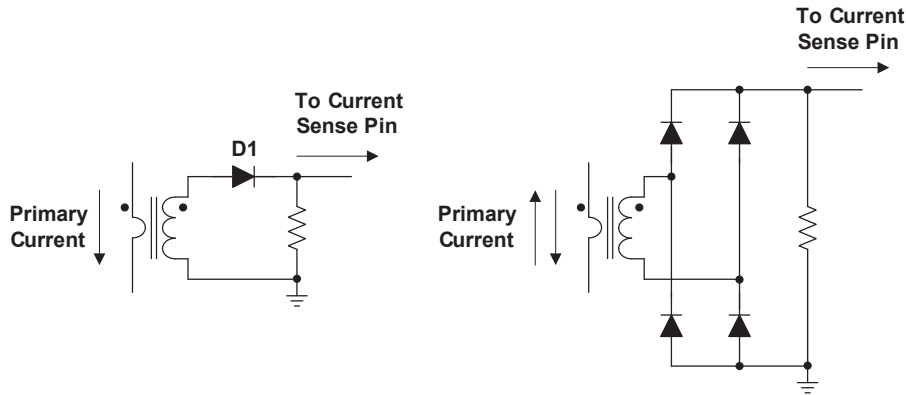 To Current
Sense Pin
D1
Primary
Current
To Current
Sense Pin
Primary
Current